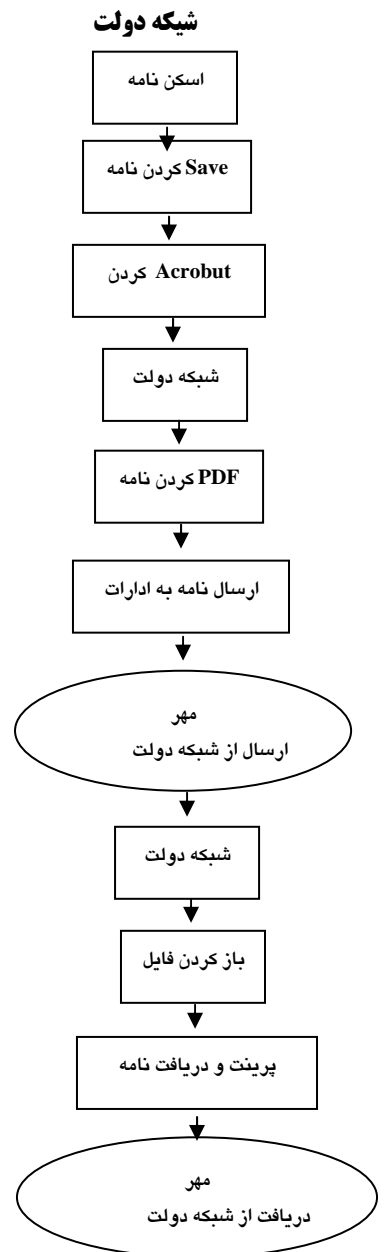 شیکه دولت
اسکن نامه
Save کردن نامه
Acrobut کردن
شبکه دولت
PDF کردن نامه
ارسال نامه به ادارات
مهر
ارسال از شبکه دولت
شبکه دولت
باز کردن فایل
پرینت و دریافت نامه
مهر
دریافت از شبکه دولت